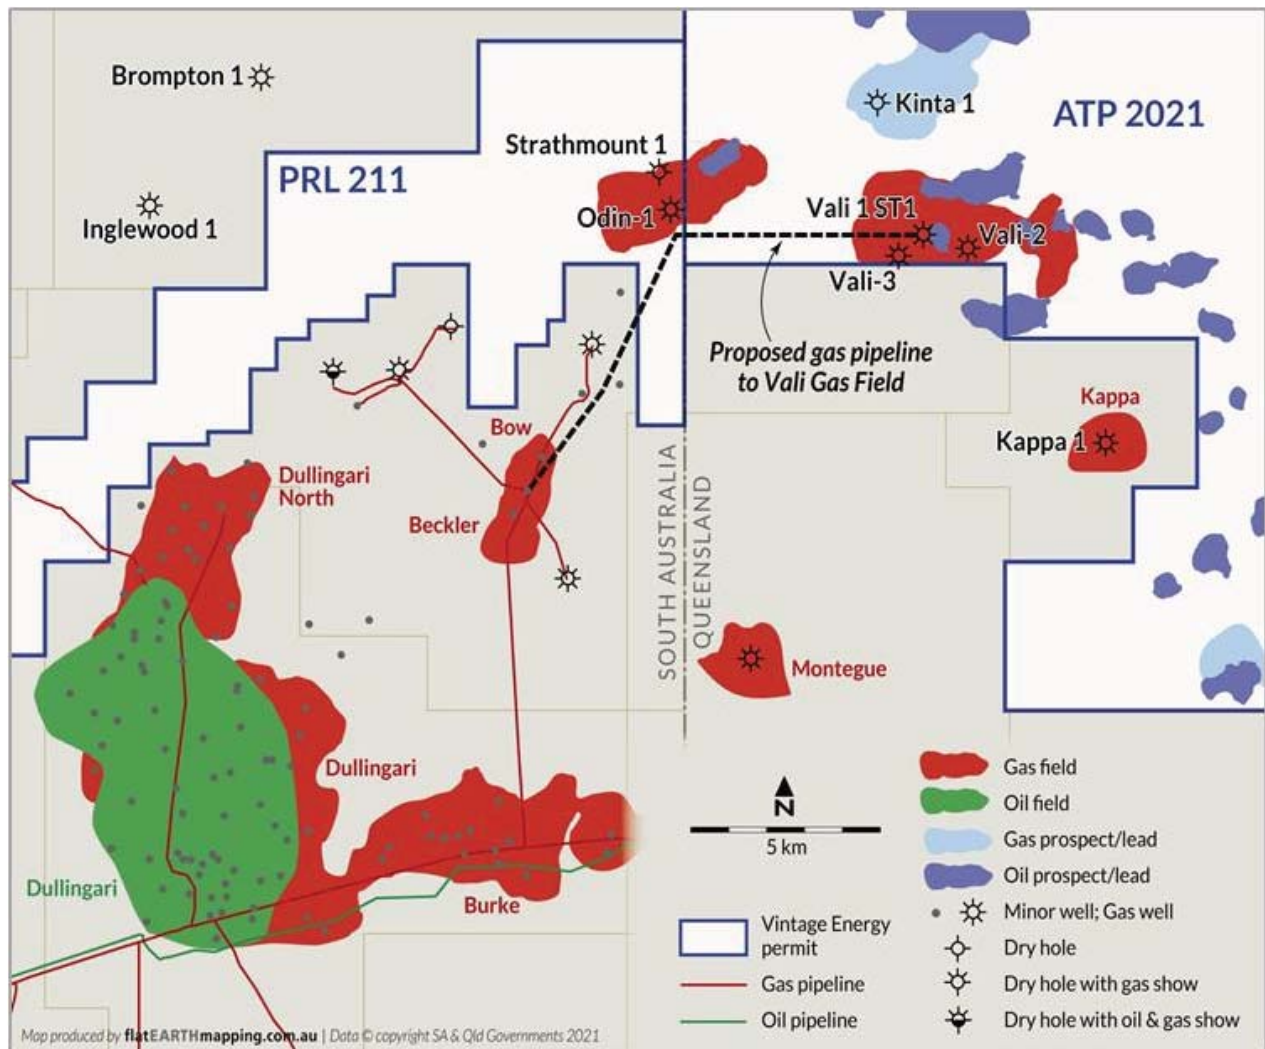 Brompton 1
Kinta 1
ATP 2021
Strathmount 1
PRL 211
Odin-1
Vali 1 ST1
Vali-2
Inglewood 1
Vali-3
Proposed gas pipeline
to Vali Gas Field
Kappa
Kappa 1
Bow
Dullingari
North
Beckler
SOUTH AUSTRALIA
QUEENSLAND
Montegue
Dullingari
Dullingari
Burke
N
5 km
Gas field
Oil field
Gas prospect/lead
Oil prospect/lead
Minor well; Gas well
Dry hole
Dry hole with gas show
Dry hole with oil & gas show
Vintage Energy
permit
Gas pipeline
Oil pipeline
Map produced by flatEARTHmapping.com.au | Data © copyright SA & Qld Governments 2021